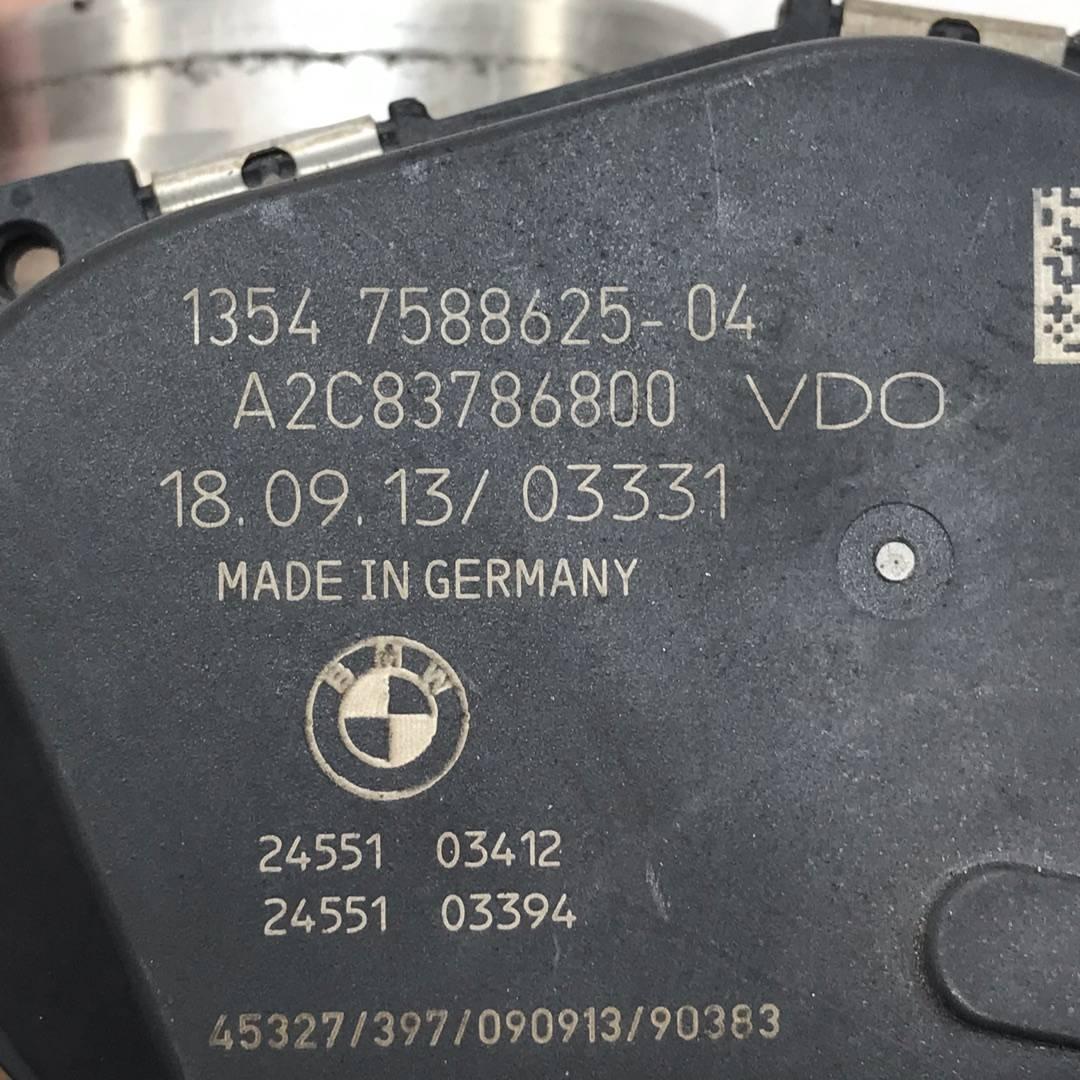 1354 7588625-04
A2C83786800 VDO
18.09.13/ 03331
MADE IN GERMANY
BMW
24551 03412
24551 03394
45327/397/090913/90383